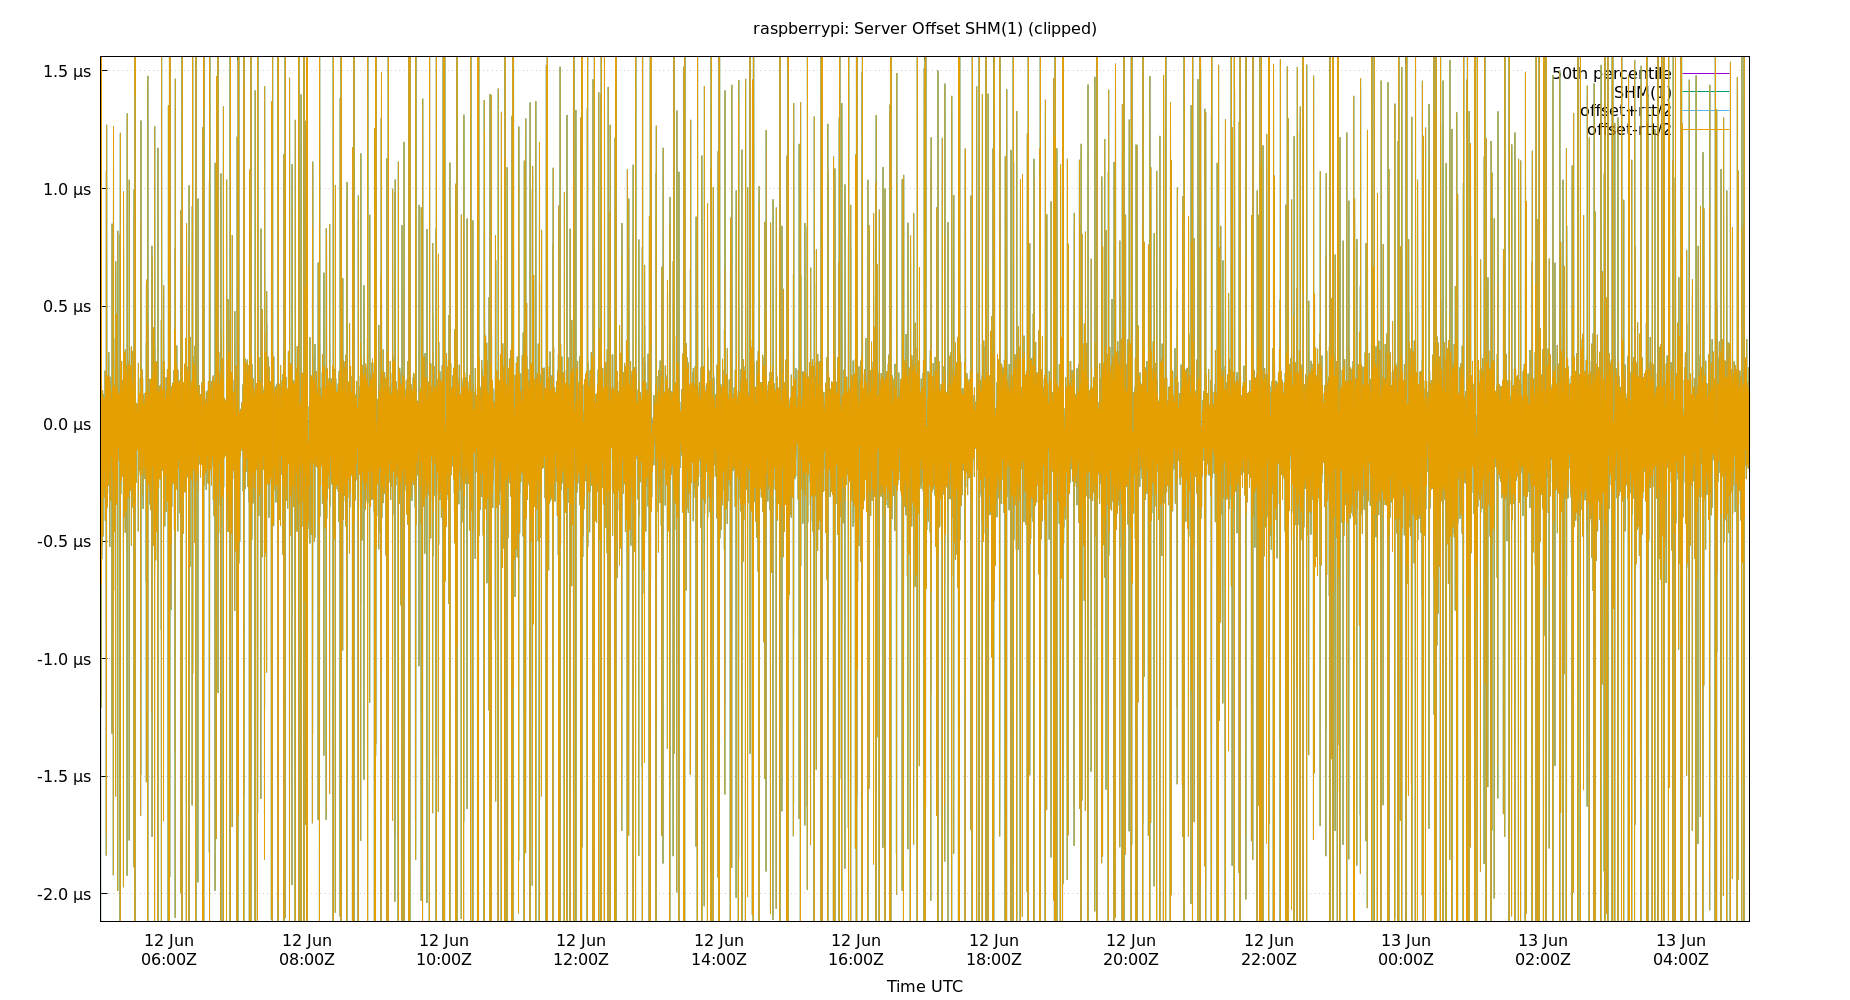 raspberrypi: Server Offset SHM(1) (clipped)
1.5 µs
1.0 µs
0.5 µs
0.0 µs
-0.5 µs
-1.0 µs
-1.5 µs
-2.0 µs
50th percentile
SHM(1)
offset+rtt/2
offset-rtt/2
12 Jun 12 Jun 12 Jun 12 Jun 12 Jun 12 Jun 12 Jun 12 Jun 12 Jun 13 Jun 13 Jun 13 Jun
06:00Z 08:00Z 10:00Z 12:00Z 14:00Z 16:00Z 18:00Z 20:00Z 22:00Z 00:00Z 02:00Z 04:00Z
Time UTC